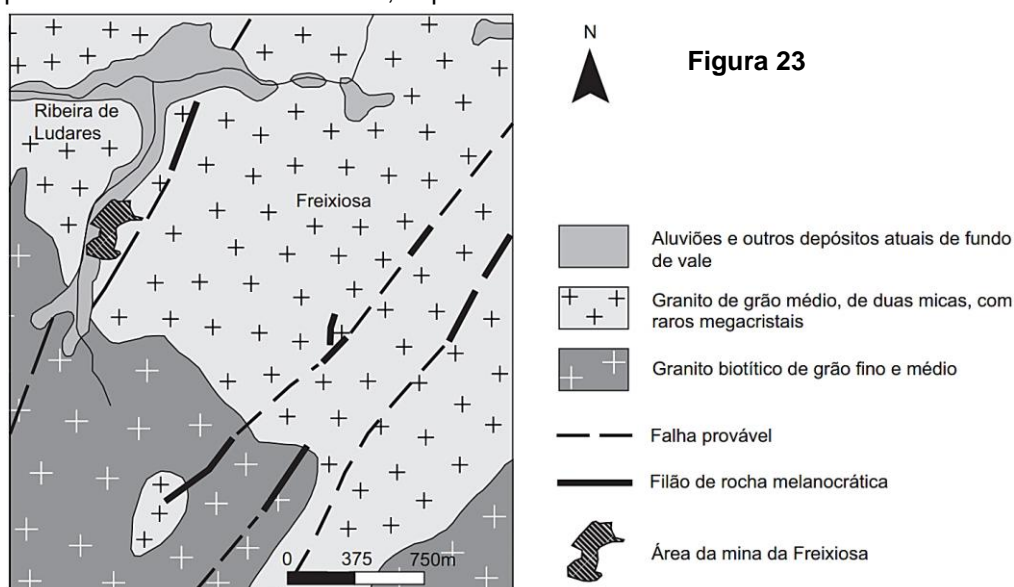 N
Figura 23
Ribeira de
Ludares
Freixiosa
Aluviões e outros depósitos atuais de fundo
de vale
Granito de grão médio, de duas micas, com
raros megacristais
Granito biotítico de grão fino e médio
Falha provável
Filão de rocha melanocrática
Área da mina da Freixiosa
0 375 750m